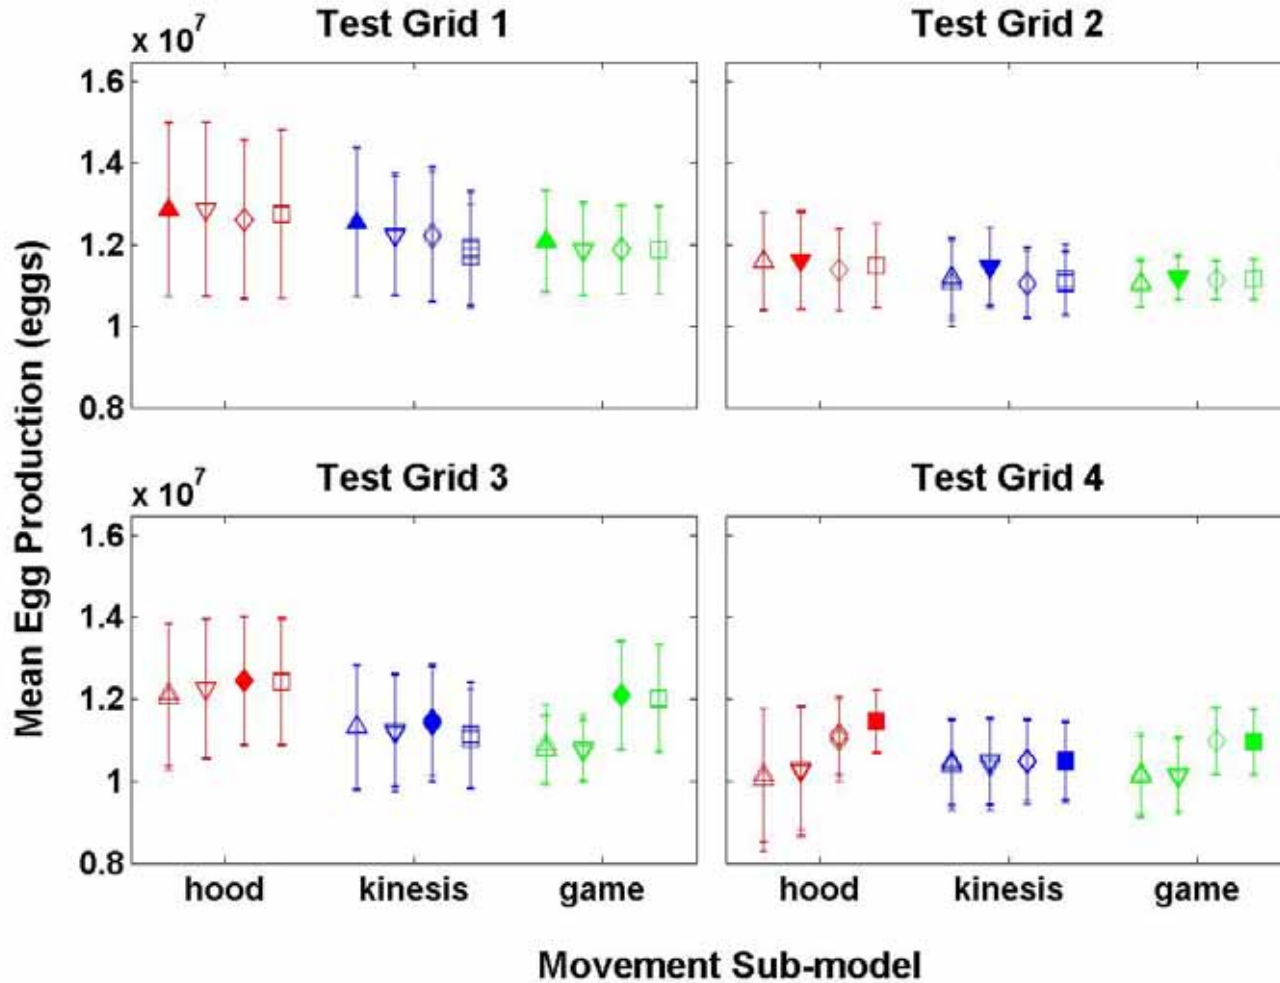 Test Grid 1
Test Grid 2
x 10^7
1.6
1.4
1.2
1
0.8
Test Grid 3
Test Grid 4
x 10^7
1.6
1.4
1.2
1
0.8
hood
kinesis
game
hood
kinesis
game
Mean Egg Production (eggs)
Movement Sub-model